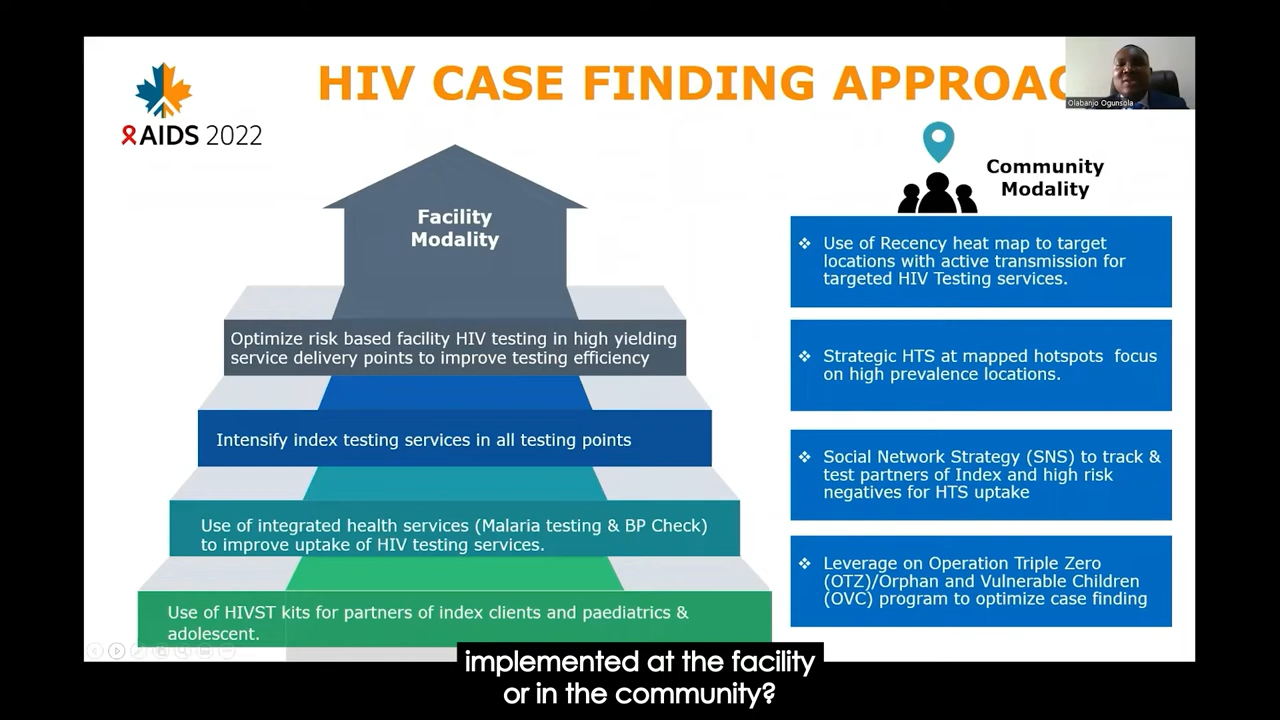 HIV CASE FINDING APPROAC
Olabanjo Ogunsola
AIDS 2022
Facility
Modality
Optimize risk based facility HIV testing in high yielding
service delivery points to improve testing efficiency
Intensify index testing services in all testing points
Use of integrated health services (Malaria testing & BP Check)
to improve uptake of HIV testing services.
Use of HIVST kits for partners of index clients and paediatrics &
adolescent.
Community
Modality
❖ Use of Recency heat map to target
locations with active transmission for
targeted HIV Testing services.
❖ Strategic HTS at mapped hotspots focus
on high prevalence locations.
❖ Social Network Strategy (SNS) to track &
test partners of Index and high risk
negatives for HTS uptake
❖ Leverage on Operation Triple Zero
(OTZ)/Orphan and Vulnerable Children
(OVC) program to optimize case finding
implemented at the facility
or in the community?